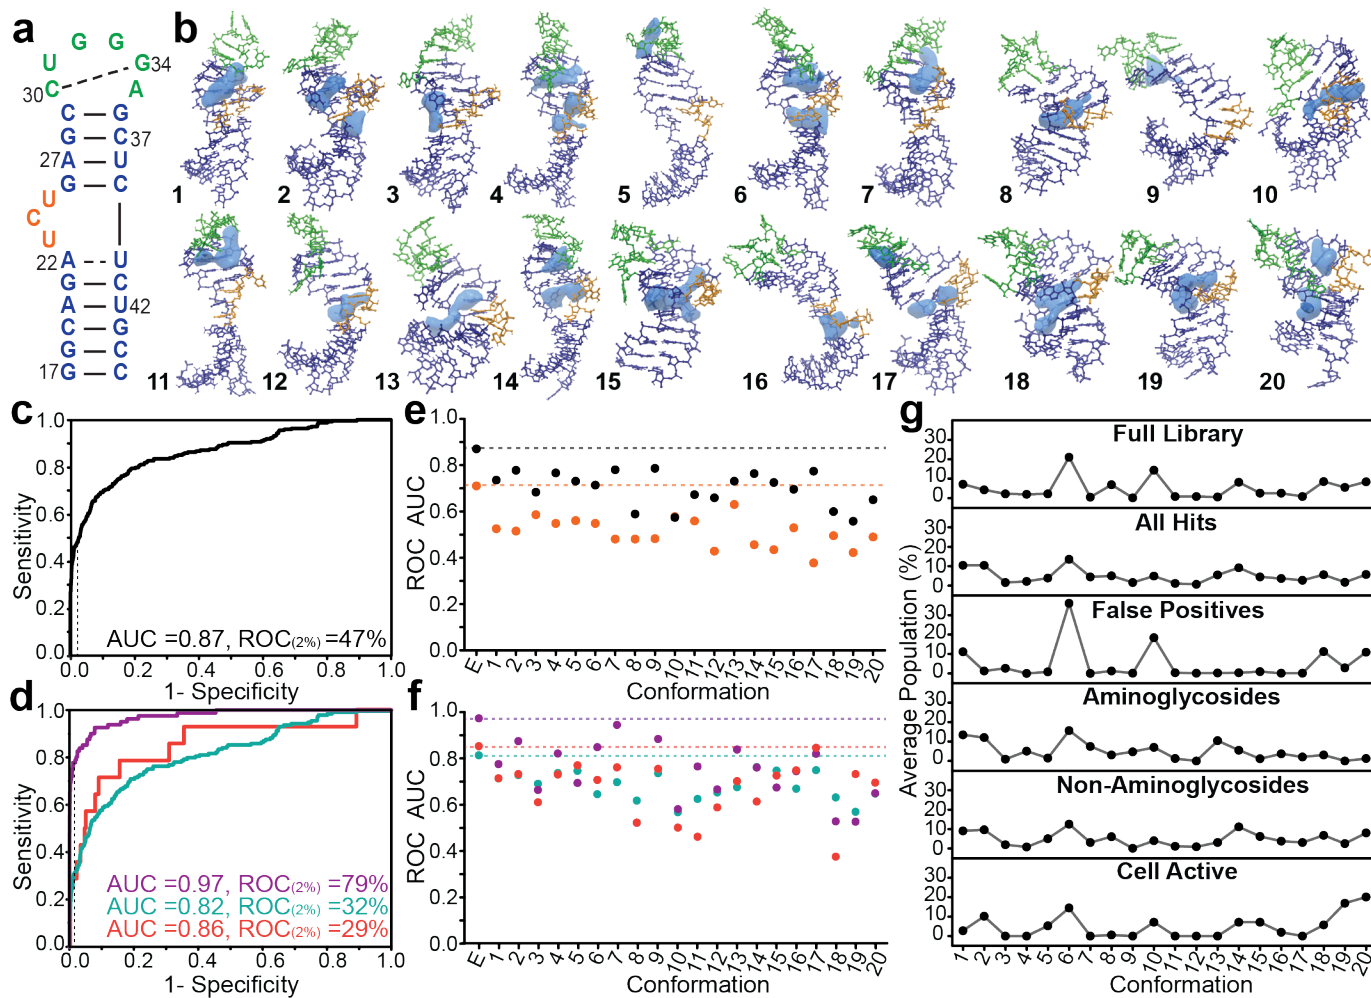 a
G G
U G34
30C A
C G
G C37
27A U
G C
U
C
U
22A U
G C
A U42
C G
G C
17G C
b
1 2 3 4 5 6 7 8 9 10
11 12 13 14 15 16 17 18 19 20
c
Sensitivity
1.0
0.8
0.6
0.4
0.2
0.0
AUC =0.87, ROC(2%) =47%
0.0 0.2 0.4 0.6 0.8 1.0
1- Specificity
d
Sensitivity
1.0
0.8
0.6
0.4
0.2
0.0
AUC =0.97, ROC(2%) =79%
AUC =0.82, ROC(2%) =32%
AUC =0.86, ROC(2%) =29%
0.0 0.2 0.4 0.6 0.8 1.0
1- Specificity
e
ROC AUC
1.0
0.8
0.6
0.4
0.2
0.0
E 1 2 3 4 5 6 7 8 9 10 11 12 13 14 15 16 17 18 19 20
Conformation
f
ROC AUC
1.0
0.8
0.6
0.4
0.2
0.0
E 1 2 3 4 5 6 7 8 9 10 11 12 13 14 15 16 17 18 19 20
Conformation
g
Average Population (%)
Full Library
30
20
10
0
All Hits
30
20
10
0
False Positives
30
20
10
0
Aminoglycosides
30
20
10
0
Non-Aminoglycosides
30
20
10
0
Cell Active
30
20
10
0
1 2 3 4 5 6 7 8 9 10 11 12 13 14 15 16 17 18 19 20
Conformation